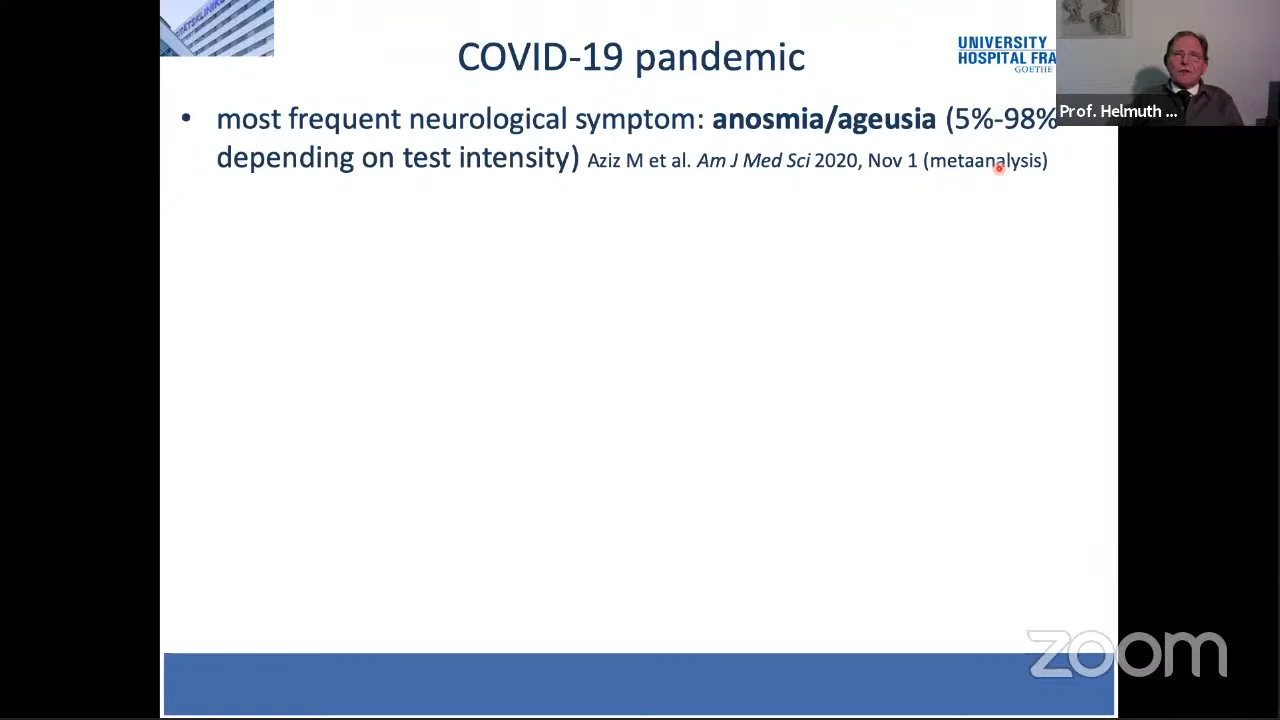 COVID-19 pandemic
UNIVERSITY
HOSPITAL FRA
GOETHE
Prof. Helmuth ...
• most frequent neurological symptom: anosmia/ageusia (5%-98%
depending on test intensity) Aziz M et al. Am J Med Sci 2020, Nov 1 (metaanalysis)
zoom